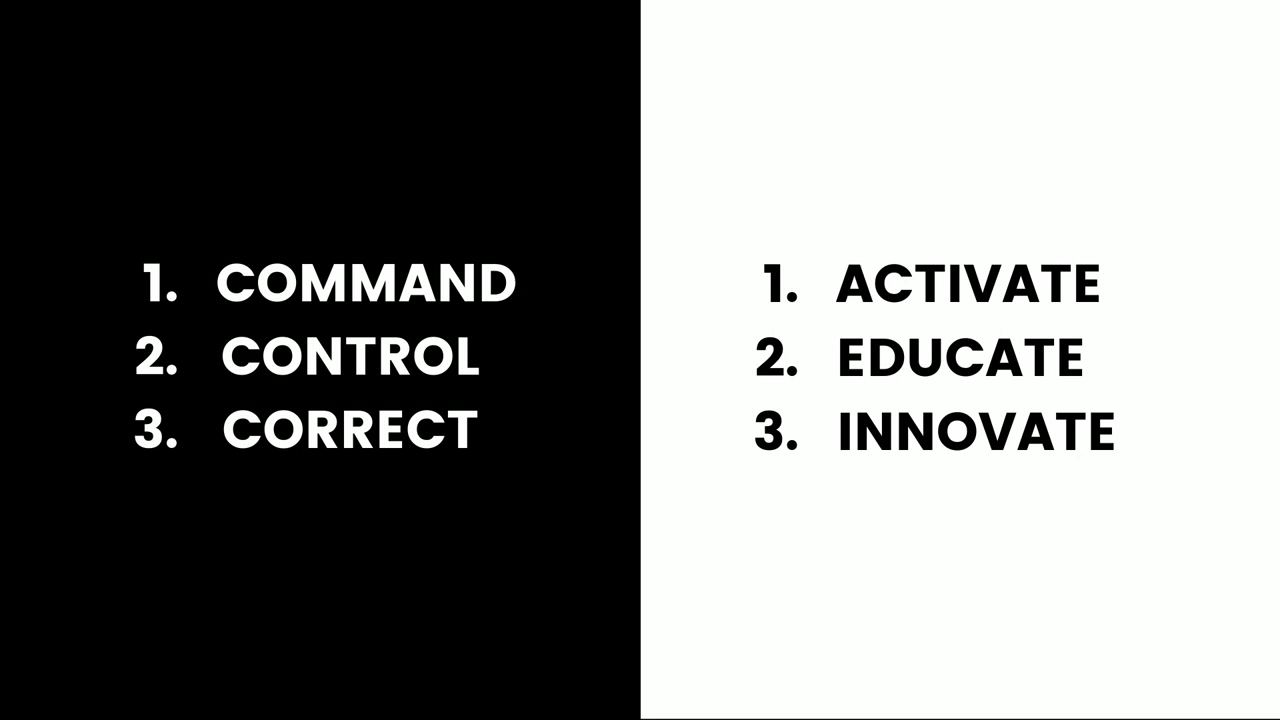 1. COMMAND
2. CONTROL
3. CORRECT
1. ACTIVATE
2. EDUCATE
3. INNOVATE